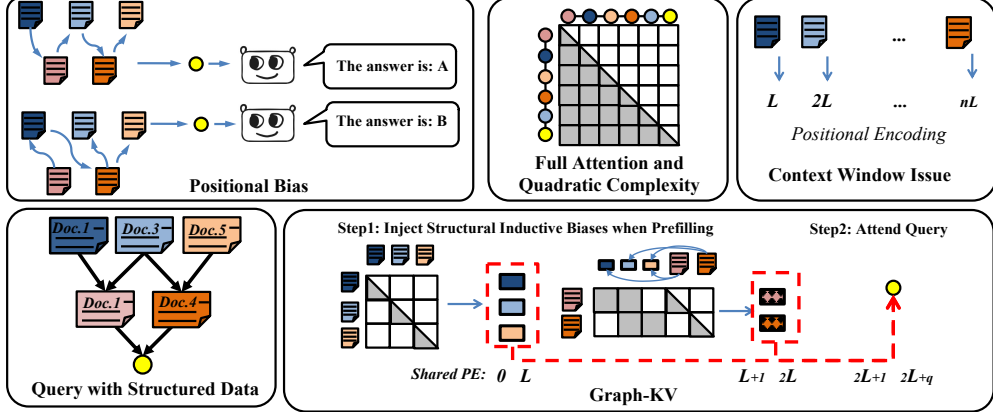 The answer is: A
The answer is: B
Positional Bias
Full Attention and
Quadratic Complexity
...
L 2L ... nL
Positional Encoding
Context Window Issue
Doc.1 Doc.3 Doc.5
Doc.1 Doc.4
Query with Structured Data
Step1: Inject Structural Inductive Biases when Prefilling
Step2: Attend Query
Shared PE: 0 L L+1 2L 2L+1 2L+q
Graph-KV